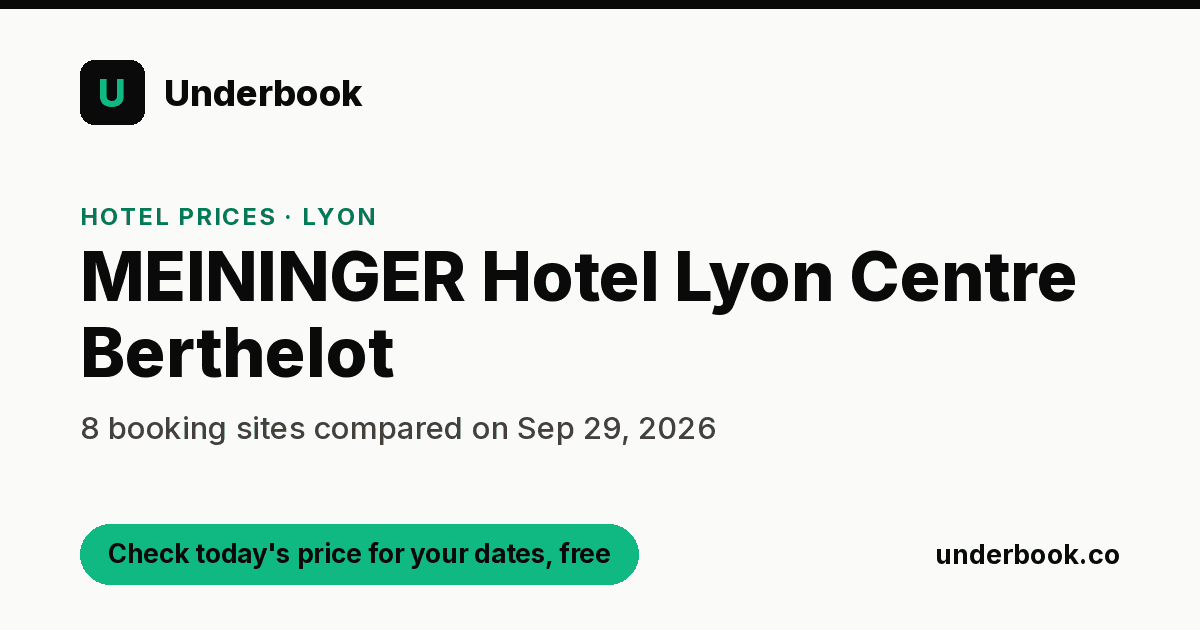 U
Underbook
HOTEL PRICES · LYON
MEININGER Hotel Lyon Centre
Berthelot
8 booking sites compared on Sep 29, 2026
Check today's price for your dates, free
underbook.co